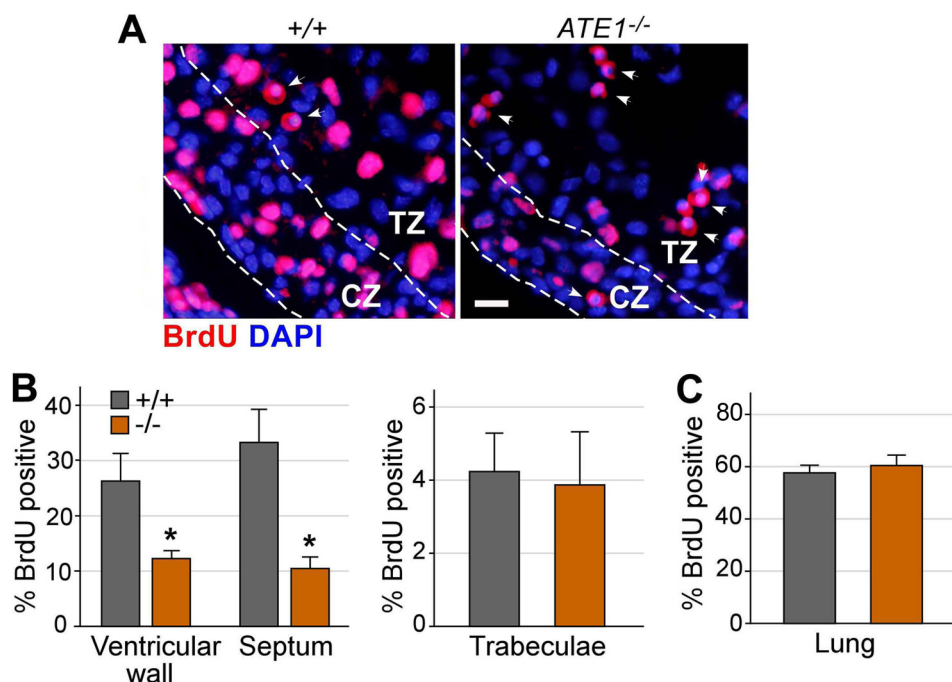 A
+/+
ATE1-/-
TZ
CZ
TZ
CZ
BrdU DAPI
B
+/+
-/-
% BrdU positive
40
30
20
10
0
*
*
Ventricular
wall
Septum
% BrdU positive
6
4
2
0
Trabeculae
C
% BrdU positive
80
60
40
20
0
Lung